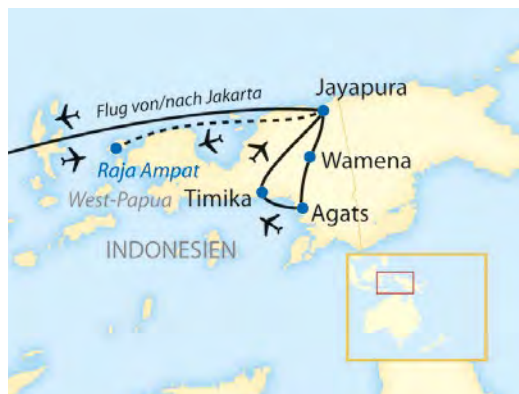 Jayapura
Flug von/nach Jakarta
Wamena
Raja Ampat
West-Papua
Timika
Agats
INDONESIEN